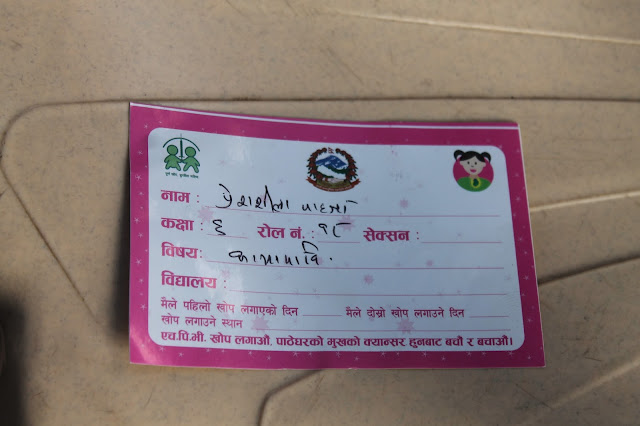 नाम :
कक्षा : ६ रोल नं. : १८ सेक्सन :
विषय:
विद्यालय :
मैले पहिलो खोप लगाएको दिन मैले दोस्रो खोप लगाउने दिन
खोप लगाउने स्थान
एच.पि.भी. खोप लगाऔं, पाठेघरको मुखको क्यान्सर हुनबाट बचौं र बचाऔं।